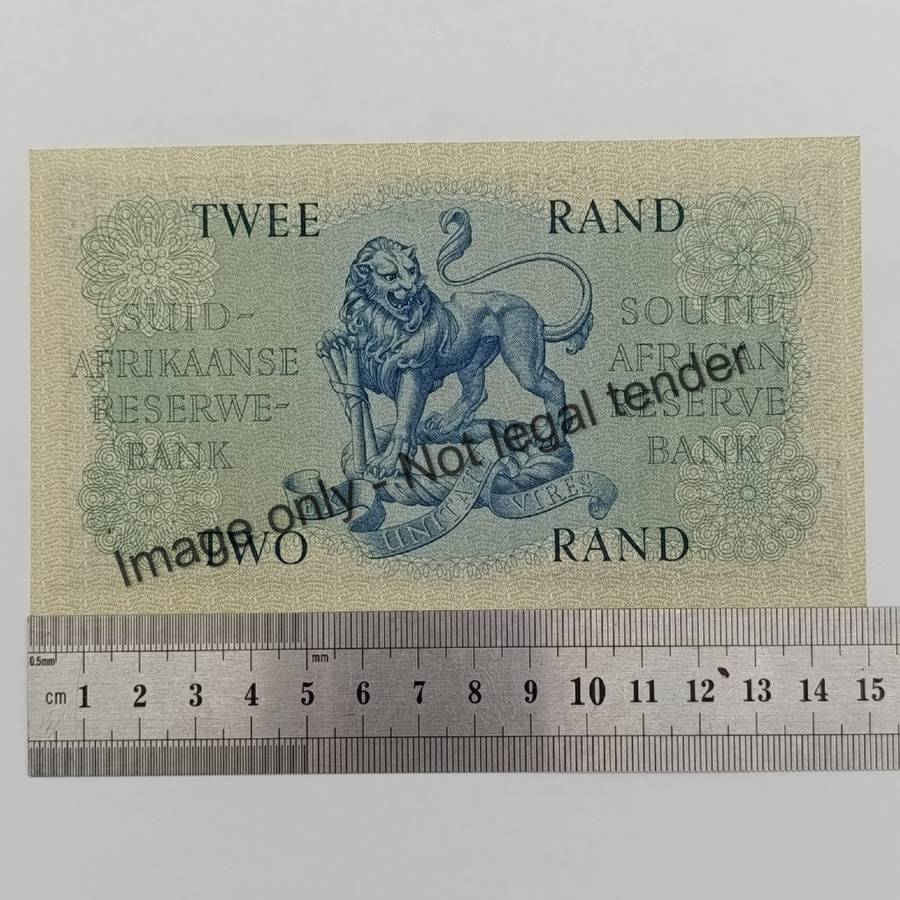 TWEE RAND
SUID-
AFRIKAANSE
RESERWE-
BANK
SOUTH
AFRICAN
RESERVE
BANK
UNITATE VIRES
TWO RAND
Image only - Not legal tender
0.5mm mm
cm 1 2 3 4 5 6 7 8 9 10 11 12 13 14 15